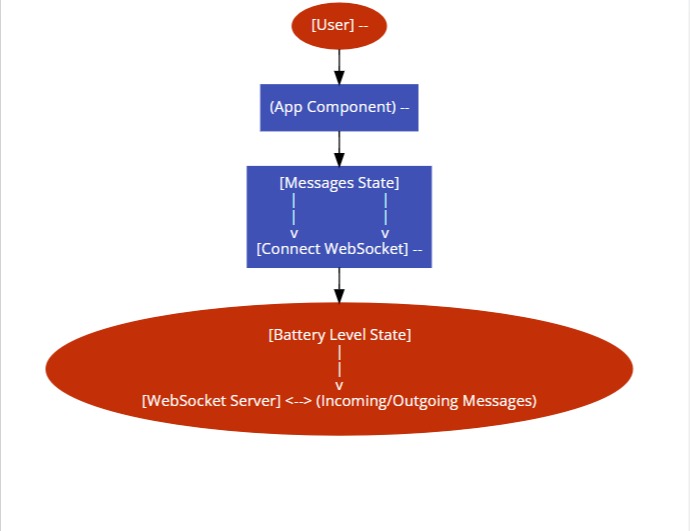 [User] --
(App Component) --
[Messages State]
| |
| |
v v
[Connect WebSocket] --
[Battery Level State]
|
|
v
[WebSocket Server] <--> (Incoming/Outgoing Messages)